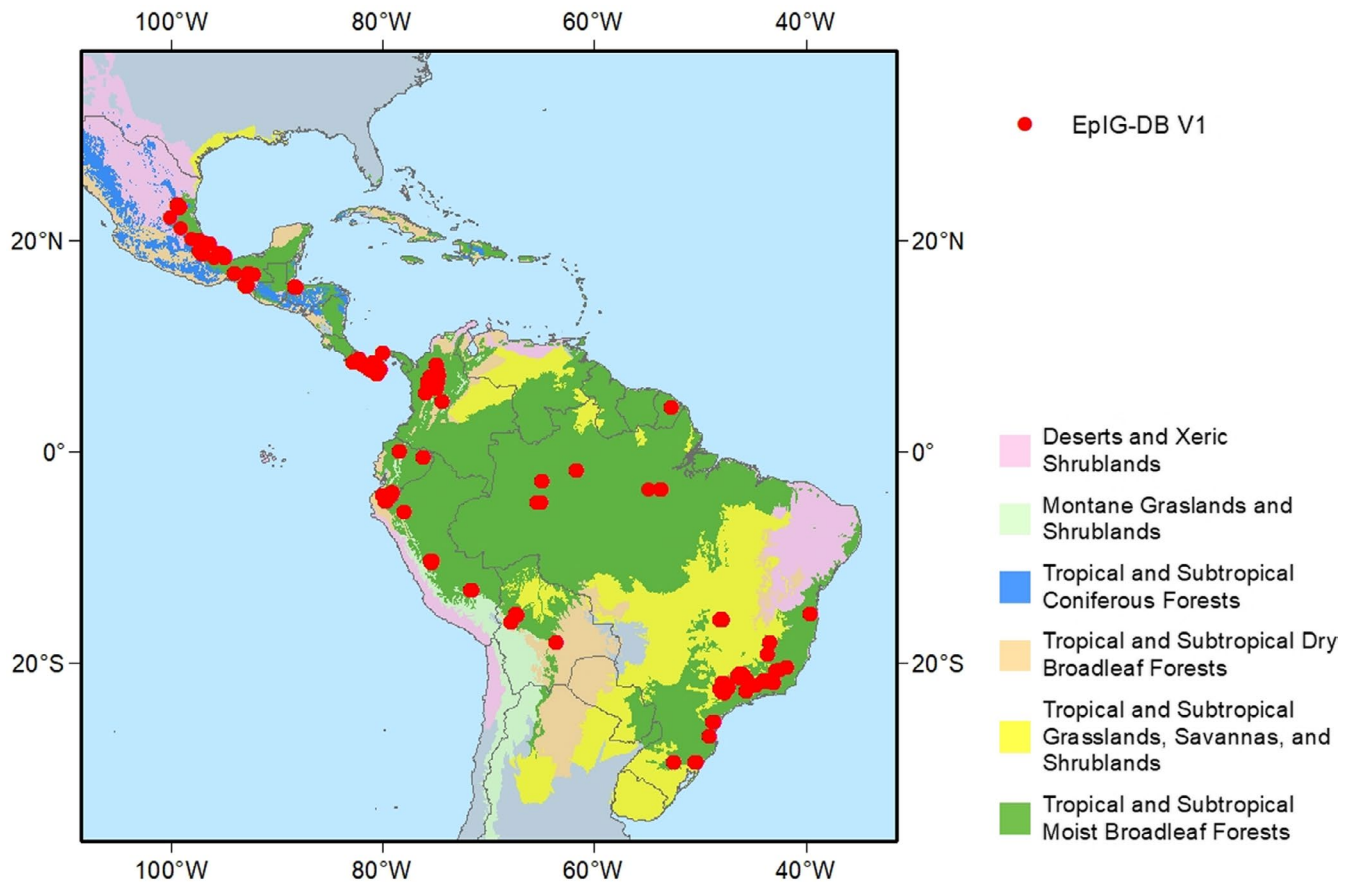 100°W 80°W 60°W 40°W
EpIG-DB V1
20°N 20°N
0° 0°
20°S 20°S
Deserts and Xeric
Shrublands
Montane Graslands and
Shrublands
Tropical and Subtropical
Coniferous Forests
Tropical and Subtropical Dry
Broadleaf Forests
Tropical and Subtropical
Grasslands, Savannas, and
Shrublands
Tropical and Subtropical
Moist Broadleaf Forests
100°W 80°W 60°W 40°W